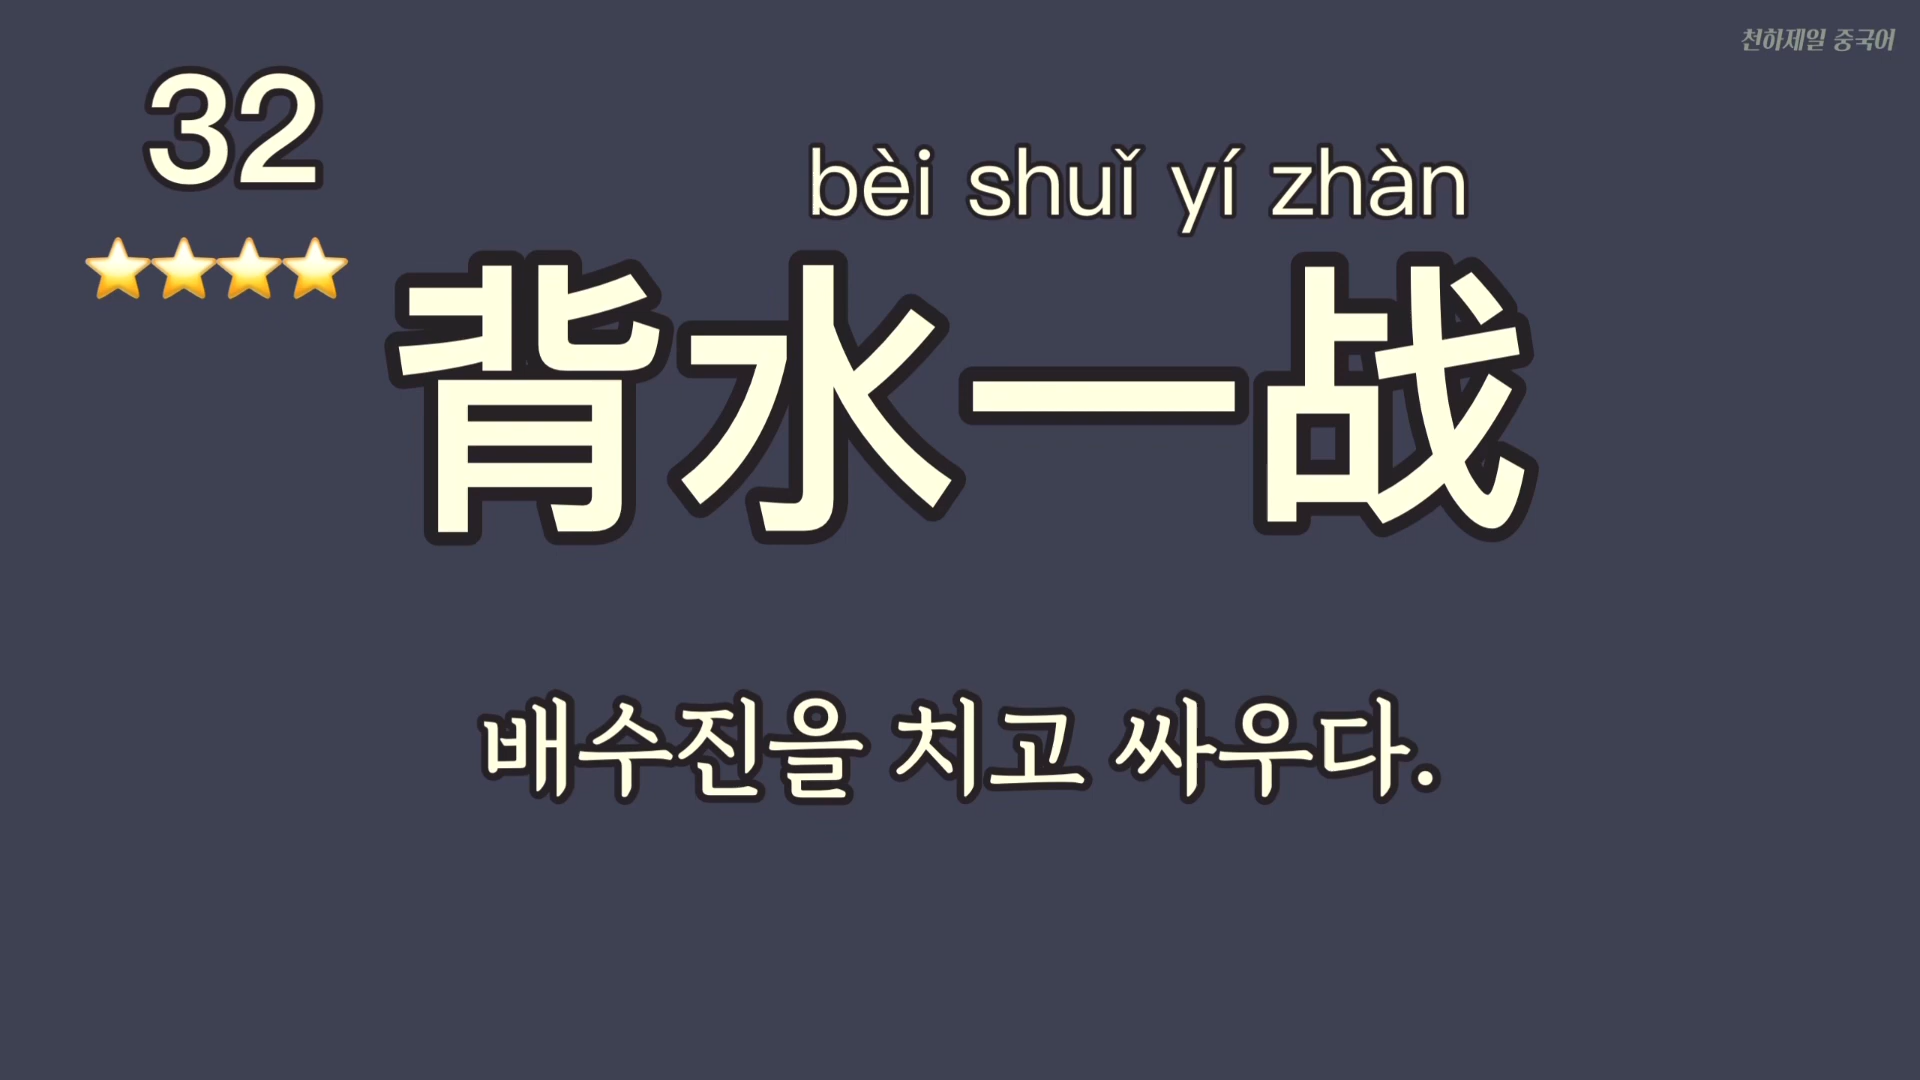 천하제일 중국어
32
⭐⭐⭐⭐
bèi shuǐ yí zhàn
背水一战
배수진을 치고 싸우다.